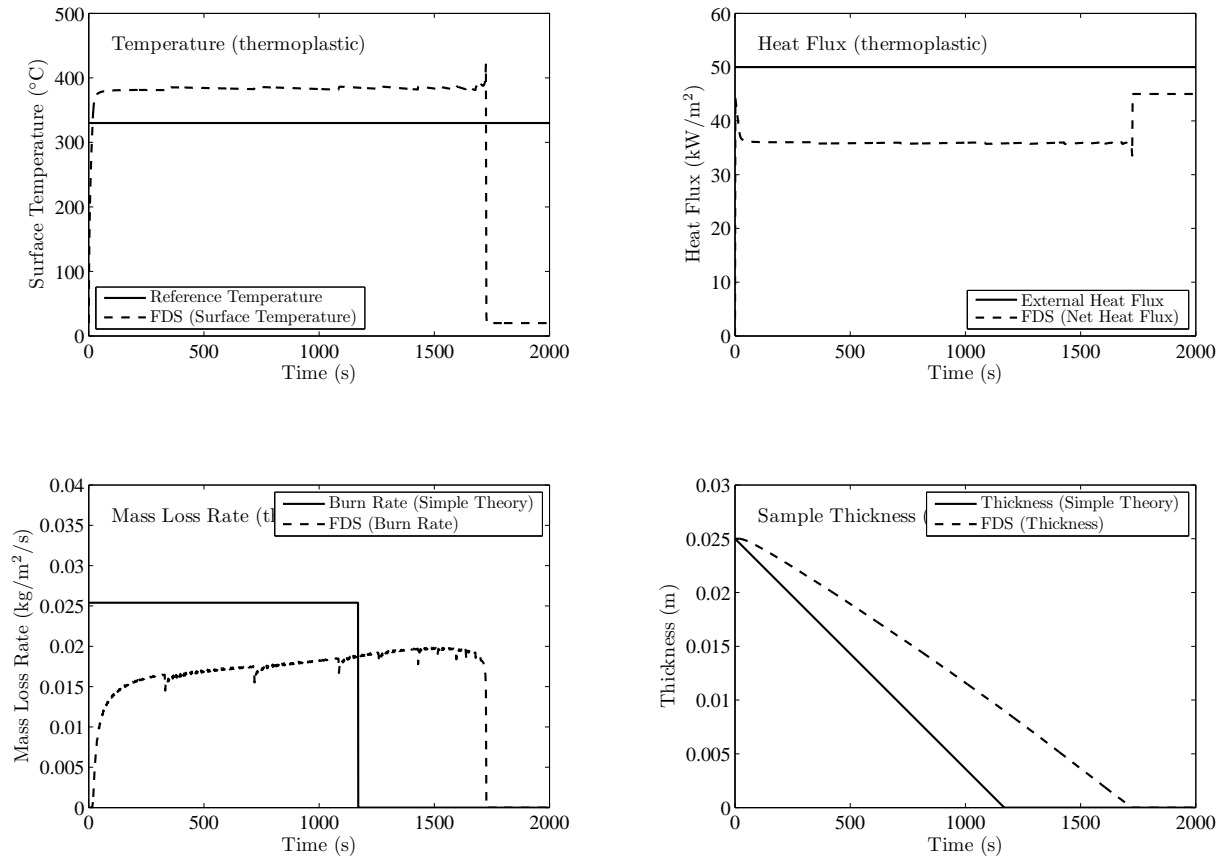 Temperature (thermoplastic)
Surface Temperature (°C)
500
400
300
200
100
0
Reference Temperature
FDS (Surface Temperature)
0 500 1000 1500 2000
Time (s)
Heat Flux (thermoplastic)
Heat Flux (kW/m²)
60
50
40
30
20
10
0
External Heat Flux
FDS (Net Heat Flux)
0 500 1000 1500 2000
Time (s)
Mass Loss Rate (th
Mass Loss Rate (kg/m²/s)
0.04
0.035
0.03
0.025
0.02
0.015
0.01
0.005
0
Burn Rate (Simple Theory)
FDS (Burn Rate)
0 500 1000 1500 2000
Time (s)
Sample Thickness (
Thickness (m)
0.03
0.025
0.02
0.015
0.01
0.005
0
Thickness (Simple Theory)
FDS (Thickness)
0 500 1000 1500 2000
Time (s)